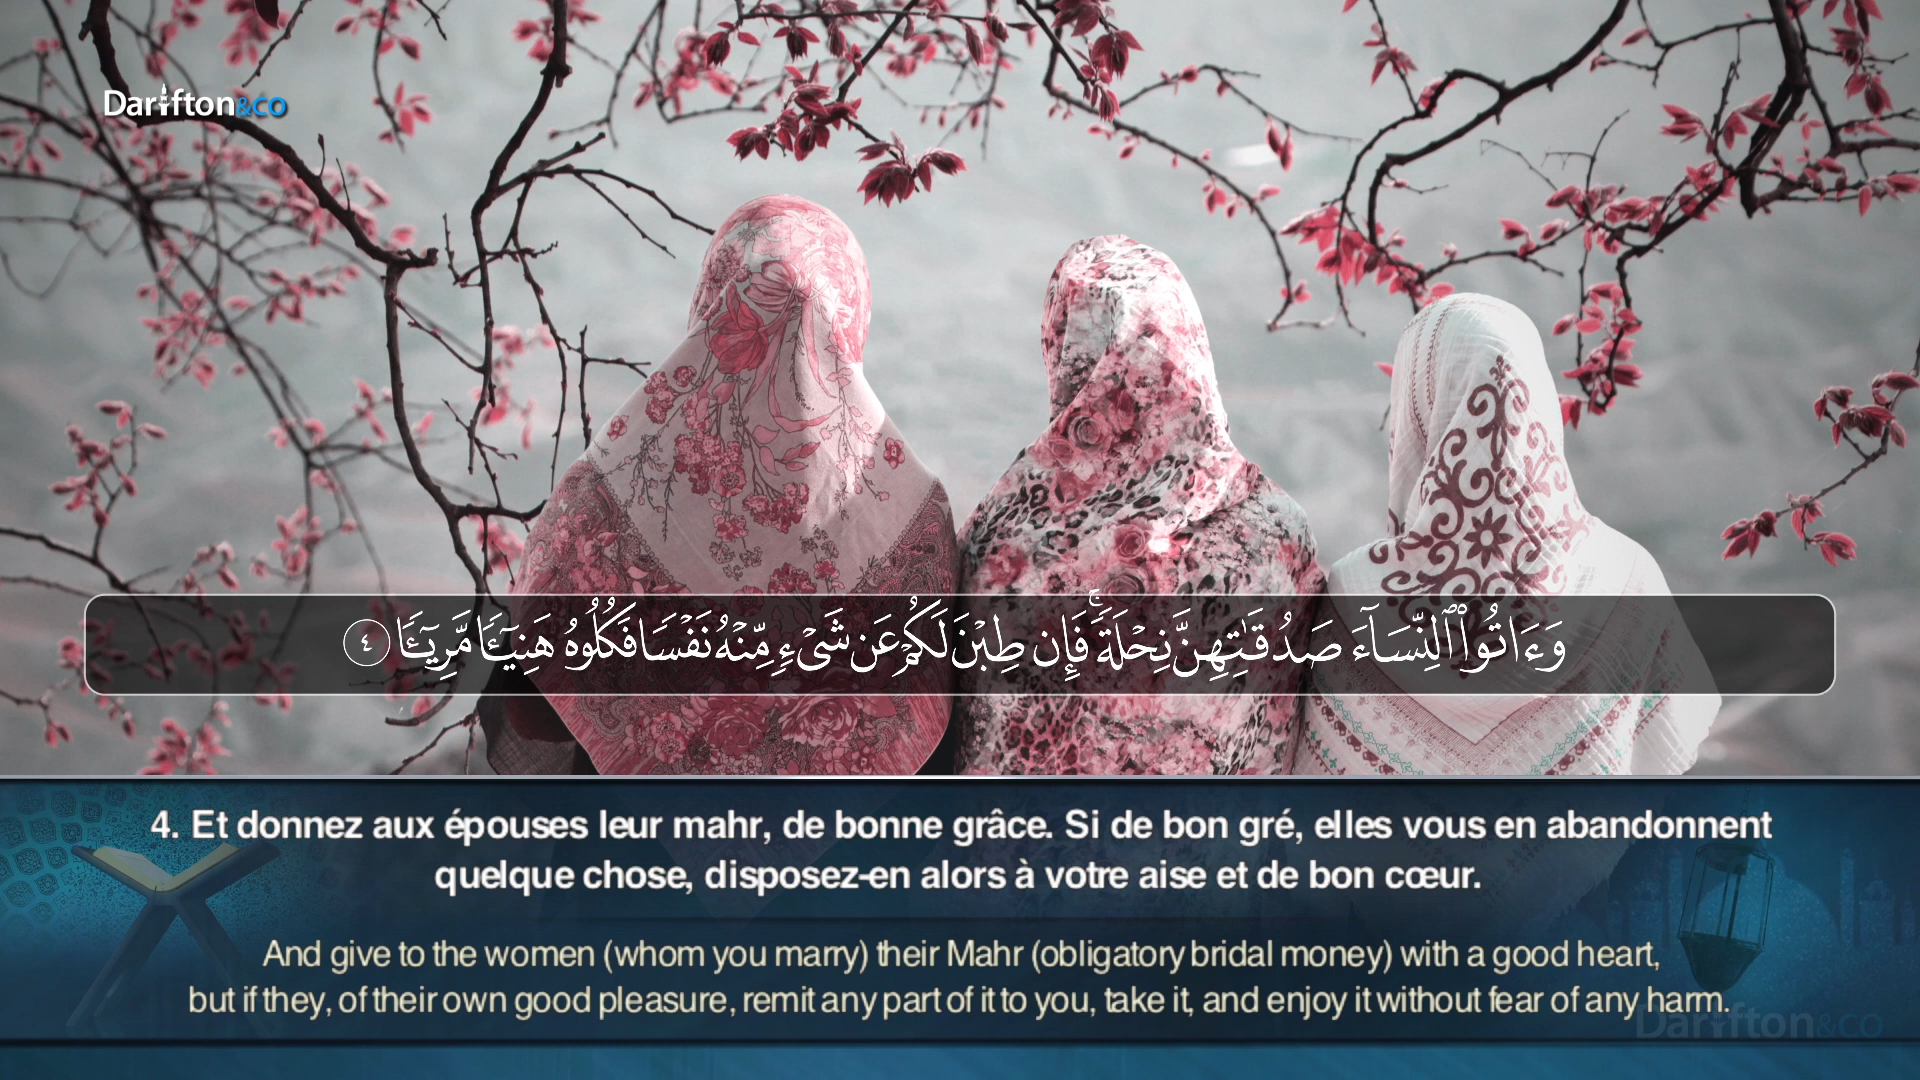 Darifton&co
وَءَاتُوا۟ ٱلنِّسَآءَ صَدُقَـٰتِهِنَّ نِحْلَةً ۚ فَإِن طِبْنَ لَكُمْ عَن شَىْءٍ مِّنْهُ نَفْسًا فَكُلُوهُ هَنِيٓـًٔا مَّرِيٓـًٔا ٤
4. Et donnez aux épouses leur mahr, de bonne grâce. Si de bon gré, elles vous en abandonnent
quelque chose, disposez-en alors à votre aise et de bon cœur.
And give to the women (whom you marry) their Mahr (obligatory bridal money) with a good heart,
but if they, of their own good pleasure, remit any part of it to you, take it, and enjoy it without fear of any harm.
Darifton&co